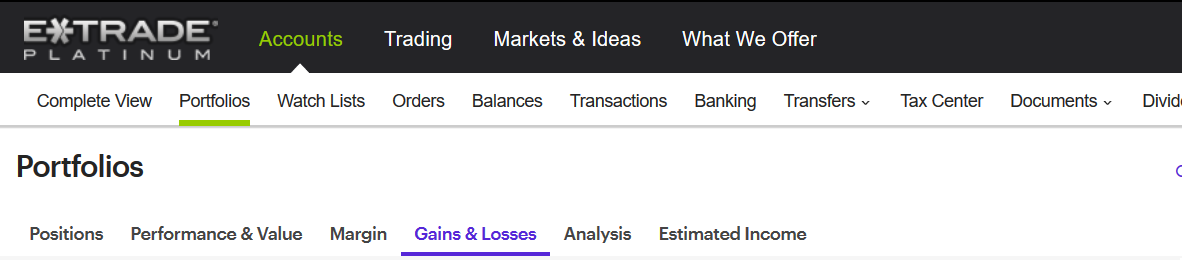 E*TRADE®
PLATINUM
Accounts Trading Markets & Ideas What We Offer
Complete View Portfolios Watch Lists Orders Balances Transactions Banking Transfers Tax Center Documents
Portfolios
Positions Performance & Value Margin Gains & Losses Analysis Estimated Income